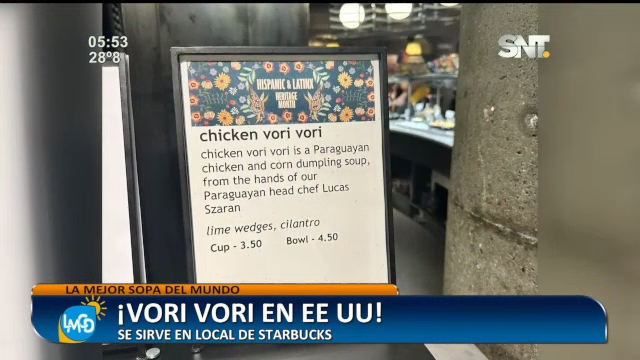 05:53
28°
SNT.
HISPANIC & LATINX
HERITAGE
MONTH
chicken vori vori
chicken vori vori is a Paraguayan
chicken and corn dumpling soup,
from the hands of our
Paraguayan head chef Lucas
Szaran
lime wedges, cilantro
Cup - 3.50 Bowl - 4.50
LA MEJOR SOPA DEL MUNDO
¡VORI VORI EN EE UU!
SE SIRVE EN LOCAL DE STARBUCKS
LMCD